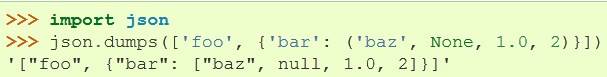 >>> import json
>>> json.dumps(['foo', {'bar': ('baz', None, 1.0, 2)}])
'["foo", {"bar": ["baz", null, 1.0, 2]}]'